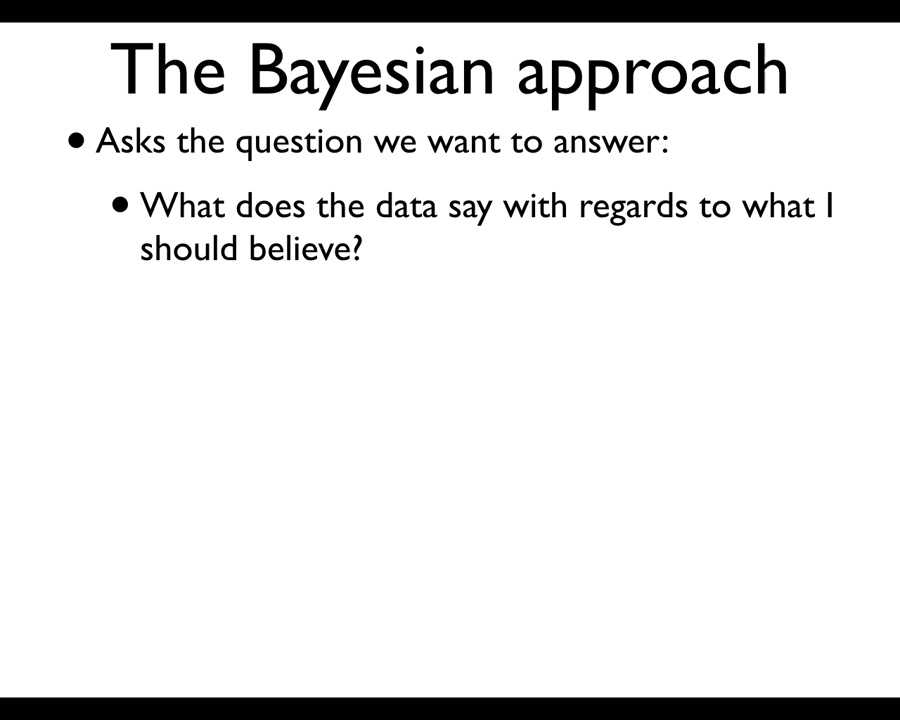 The Bayesian approach
• Asks the question we want to answer:
• What does the data say with regards to what I
should believe?